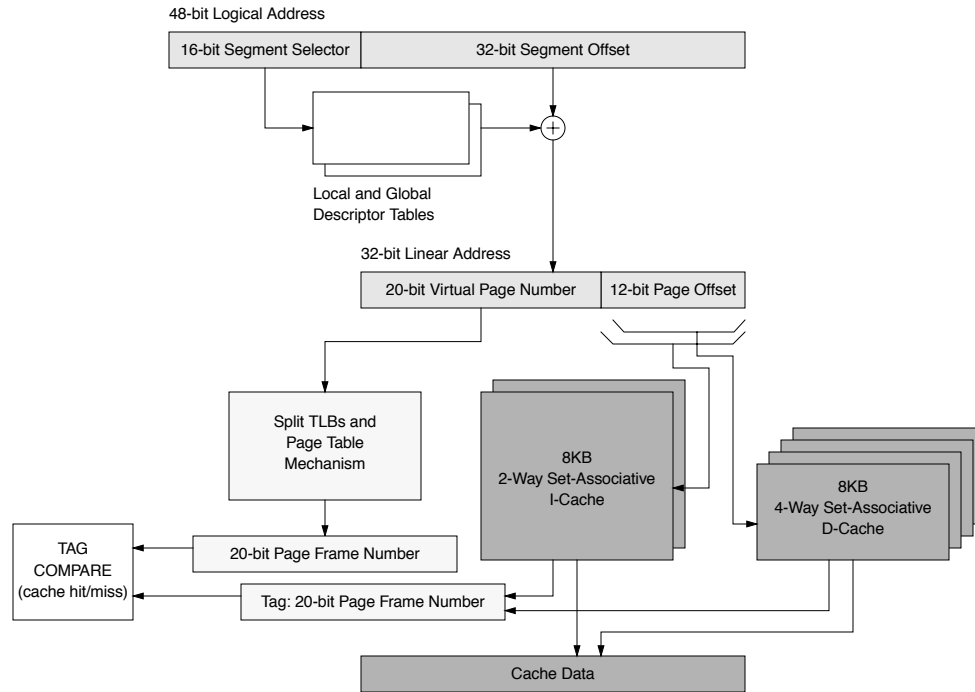 48-bit Logical Address
16-bit Segment Selector
32-bit Segment Offset
Local and Global
Descriptor Tables
32-bit Linear Address
20-bit Virtual Page Number
12-bit Page Offset
Split TLBs and
Page Table
Mechanism
8KB
2-Way Set-Associative
I-Cache
8KB
4-Way Set-Associative
D-Cache
TAG
COMPARE
(cache hit/miss)
20-bit Page Frame Number
Tag: 20-bit Page Frame Number
Cache Data